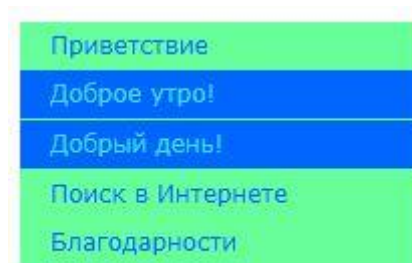 Приветствие
Доброе утро!
Добрый день!
Поиск в Интернете
Благодарности